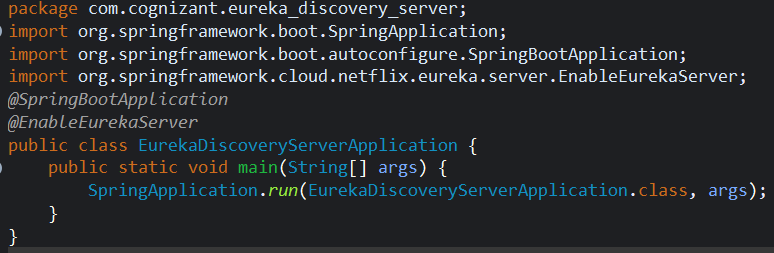 package com.cognizant.eureka_discovery_server;
import org.springframework.boot.SpringApplication;
import org.springframework.boot.autoconfigure.SpringBootApplication;
import org.springframework.cloud.netflix.eureka.server.EnableEurekaServer;
@SpringBootApplication
@EnableEurekaServer
public class EurekaDiscoveryServerApplication {
    public static void main(String[] args) {
        SpringApplication.run(EurekaDiscoveryServerApplication.class, args);
    }
}